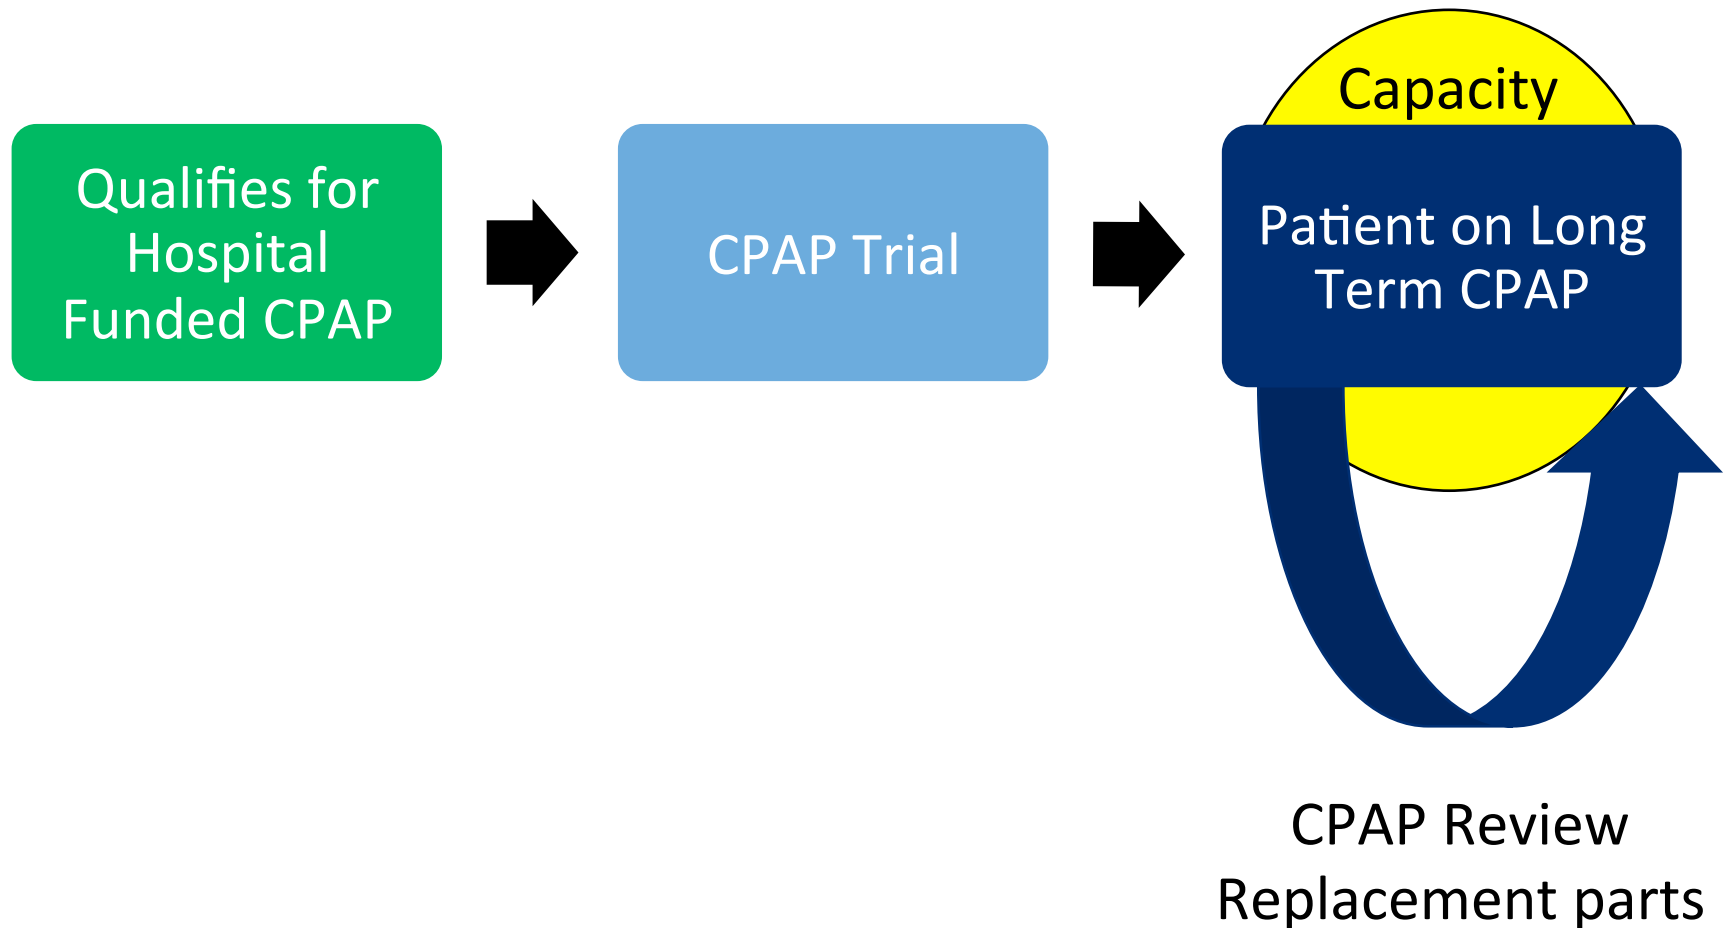 Qualifies for
Hospital
Funded CPAP
CPAP Trial
Capacity
Patient on Long
Term CPAP
CPAP Review
Replacement parts